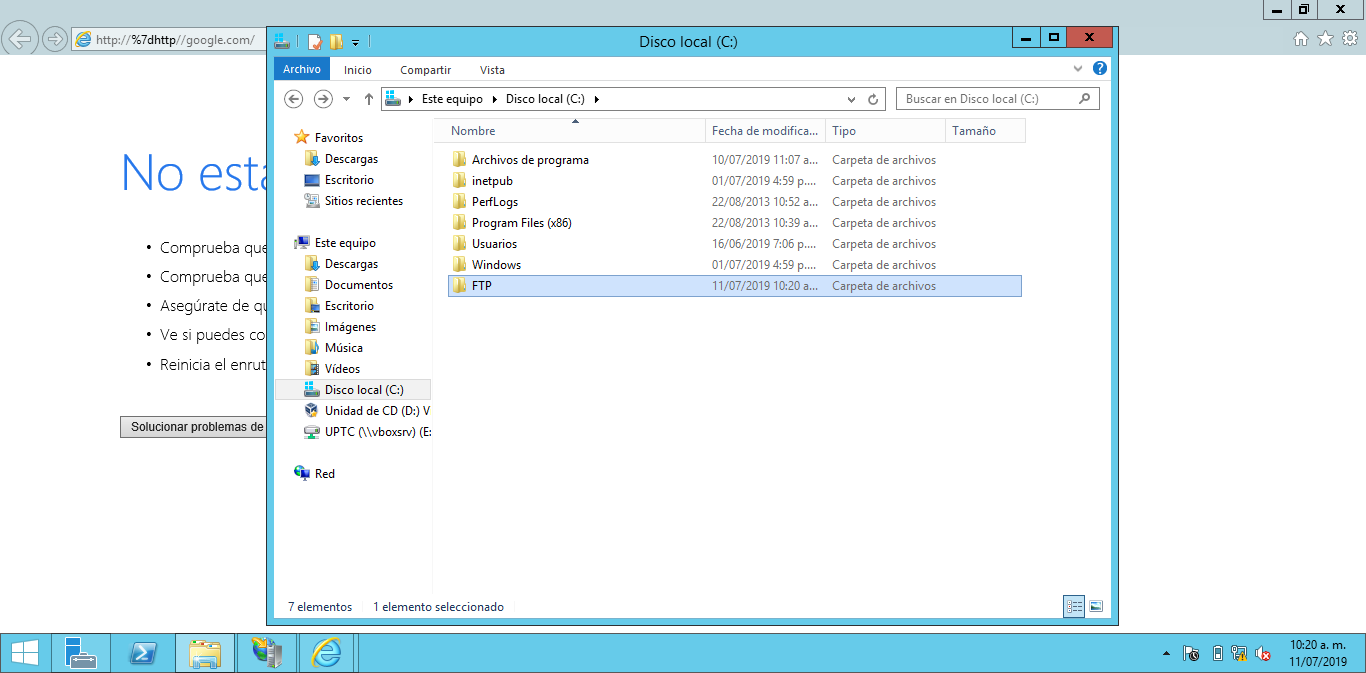 http://%7dhttp//google.com/
Disco local (C:)
Archivo Inicio Compartir Vista
Este equipo Disco local (C:)
Buscar en Disco local (C:)
No esta
• Comprueba que
• Comprueba que
• Asegúrate de qu
• Ve si puedes co
• Reinicia el enrut
Solucionar problemas de
Favoritos
Descargas
Escritorio
Sitios recientes
Este equipo
Descargas
Documentos
Escritorio
Imágenes
Música
Vídeos
Disco local (C:)
Unidad de CD (D:) V
UPTC (\\vboxsrv) (E:
Red
Nombre Fecha de modifica... Tipo Tamaño
Archivos de programa 10/07/2019 11:07 a... Carpeta de archivos
inetpub 01/07/2019 4:59 p.... Carpeta de archivos
PerfLogs 22/08/2013 10:52 a... Carpeta de archivos
Program Files (x86) 22/08/2013 10:39 a... Carpeta de archivos
Usuarios 16/06/2019 7:06 p.... Carpeta de archivos
Windows 01/07/2019 4:59 p.... Carpeta de archivos
FTP 11/07/2019 10:20 a... Carpeta de archivos
7 elementos 1 elemento seleccionado
10:20 a. m.
11/07/2019